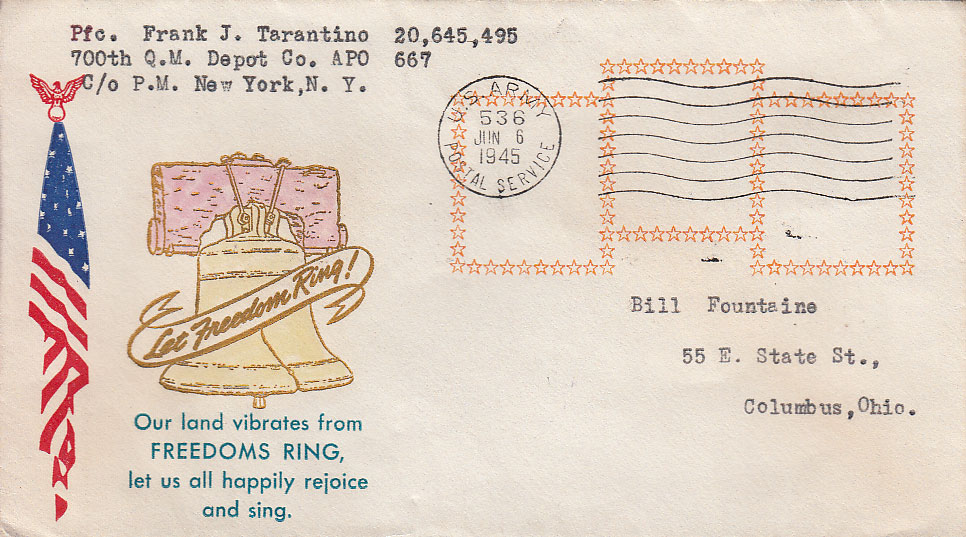 Pfc. Frank J. Tarantino 20,645,495
700th Q.M. Depot Co. APO 667
C/o P.M. New York,N. Y.
U.S. ARMY
536
JUN 6
1945
POSTAL SERVICE
Let Freedom Ring!
Bill Fountaine
55 E. State St.,
Columbus,Ohio.
Our land vibrates from
FREEDOMS RING,
let us all happily rejoice
and sing.